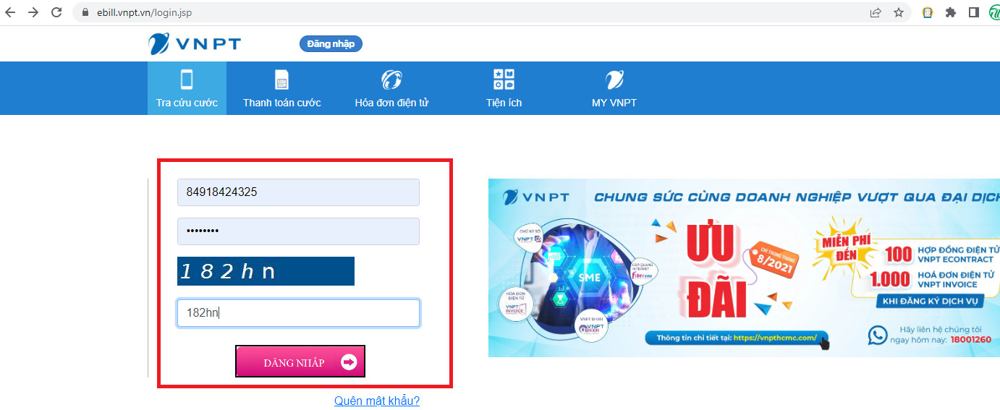 ebill.vnpt.vn/login.jsp
VNPT
Đăng nhập
Tra cứu cước
Thanh toán cước
Hóa đơn điện tử
Tiện ích
MY VNPT
84918424325
••••••••
182hn
182hn
ĐĂNG NHẬP
Quên mật khẩu?
VNPT
CHUNG SỨC CÙNG DOANH NGHIỆP VƯỢT QUA ĐẠI DỊCH
CHỮ KÝ SỐ
VNPT CA
SME
CÁP QUANG
INTERNET
Fiber
HÓA ĐƠN
ĐIỆN TỬ
VNPT
INVOICE
VNPT BHXH
VNPT
BHXH
ƯU
ĐÃI
CHỈ TRONG THÁNG
8/2021
MIỄN PHÍ
ĐẾN
100 HỢP ĐỒNG ĐIỆN TỬ
VNPT ECONTRACT
1.000 HOÁ ĐƠN ĐIỆN TỬ
VNPT INVOICE
KHI ĐĂNG KÝ DỊCH VỤ
Thông tin chi tiết tại: https://vnpthcmc.com/
Hãy liên hệ chúng tôi
ngay hôm nay: 18001260